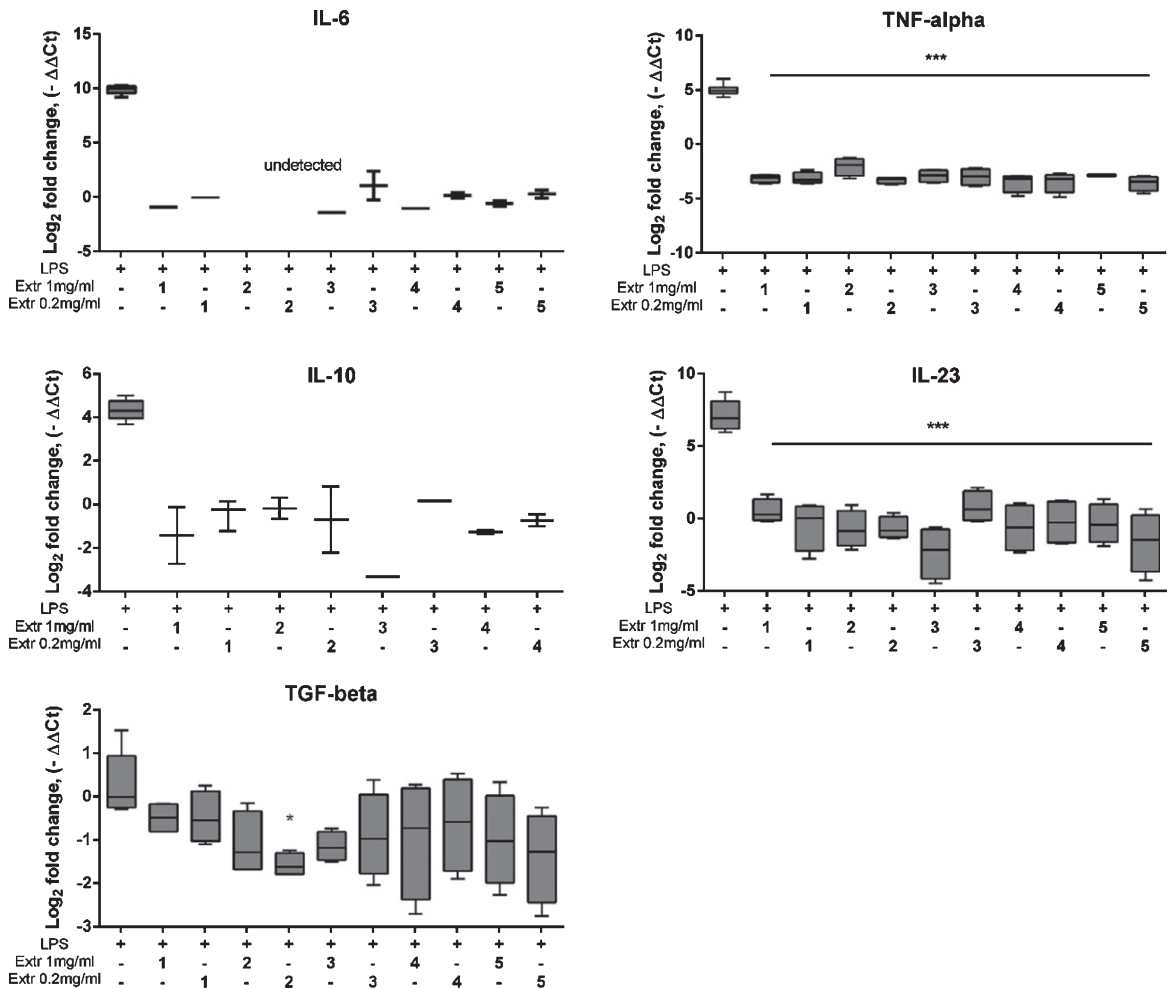 IL-6
Log2 fold change, (- ΔΔCt)
15
10
5
0
-5
undetected
LPS + + + + + + + + + + +
Extr 1mg/ml - 1 - 2 - 3 - 4 - 5 -
Extr 0.2mg/ml - - 1 - 2 - 3 - 4 - 5
TNF-alpha
Log2 fold change, (- ΔΔCt)
10
5
0
-5
-10
***
LPS + + + + + + + + + + +
Extr 1mg/ml - 1 - 2 - 3 - 4 - 5 -
Extr 0.2mg/ml - - 1 - 2 - 3 - 4 - 5
IL-10
Log2 fold change, (- ΔΔCt)
6
4
2
0
-2
-4
LPS + + + + + + + + +
Extr 1mg/ml - 1 - 2 - 3 - 4 -
Extr 0.2mg/ml - - 1 - 2 - 3 - 4
IL-23
Log2 fold change, (- ΔΔCt)
10
5
0
-5
***
LPS + + + + + + + + + + +
Extr 1mg/ml - 1 - 2 - 3 - 4 - 5 -
Extr 0.2mg/ml - - 1 - 2 - 3 - 4 - 5
TGF-beta
Log2 fold change, (- ΔΔCt)
2
1
0
-1
-2
-3
*
LPS + + + + + + + + + + +
Extr 1mg/ml - 1 - 2 - 3 - 4 - 5 -
Extr 0.2mg/ml - - 1 - 2 - 3 - 4 - 5